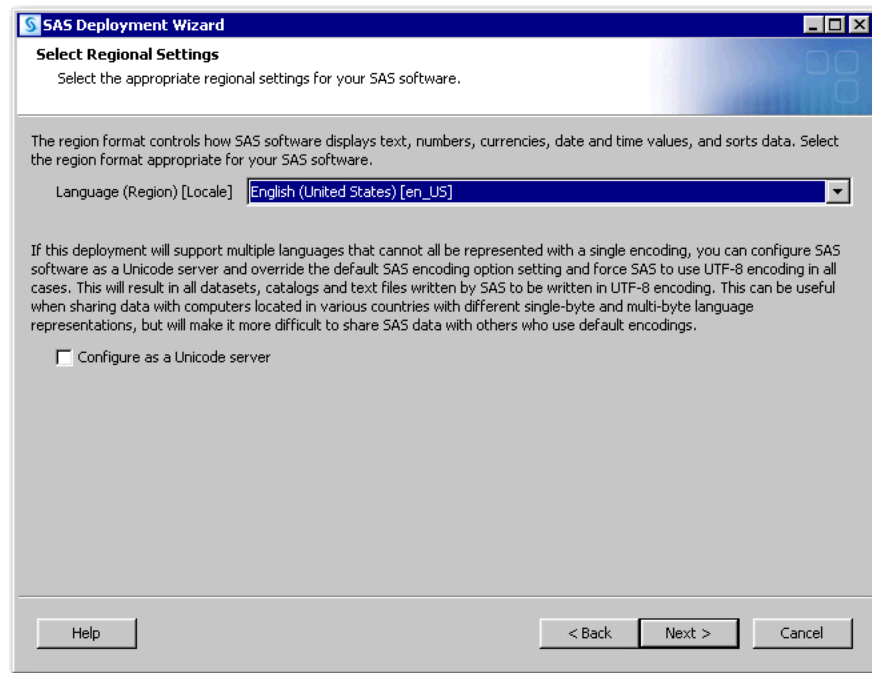 SAS Deployment Wizard
Select Regional Settings
Select the appropriate regional settings for your SAS software.
The region format controls how SAS software displays text, numbers, currencies, date and time values, and sorts data. Select
the region format appropriate for your SAS software.
Language (Region) [Locale] English (United States) [en_US]
If this deployment will support multiple languages that cannot all be represented with a single encoding, you can configure SAS
software as a Unicode server and override the default SAS encoding option setting and force SAS to use UTF-8 encoding in all
cases. This will result in all datasets, catalogs and text files written by SAS to be written in UTF-8 encoding. This can be useful
when sharing data with computers located in various countries with different single-byte and multi-byte language
representations, but will make it more difficult to share SAS data with others who use default encodings.
Configure as a Unicode server
Help < Back Next > Cancel